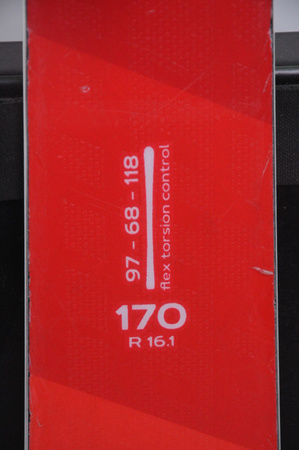 97 - 68 - 118
flex torsion control
170
R 16.1